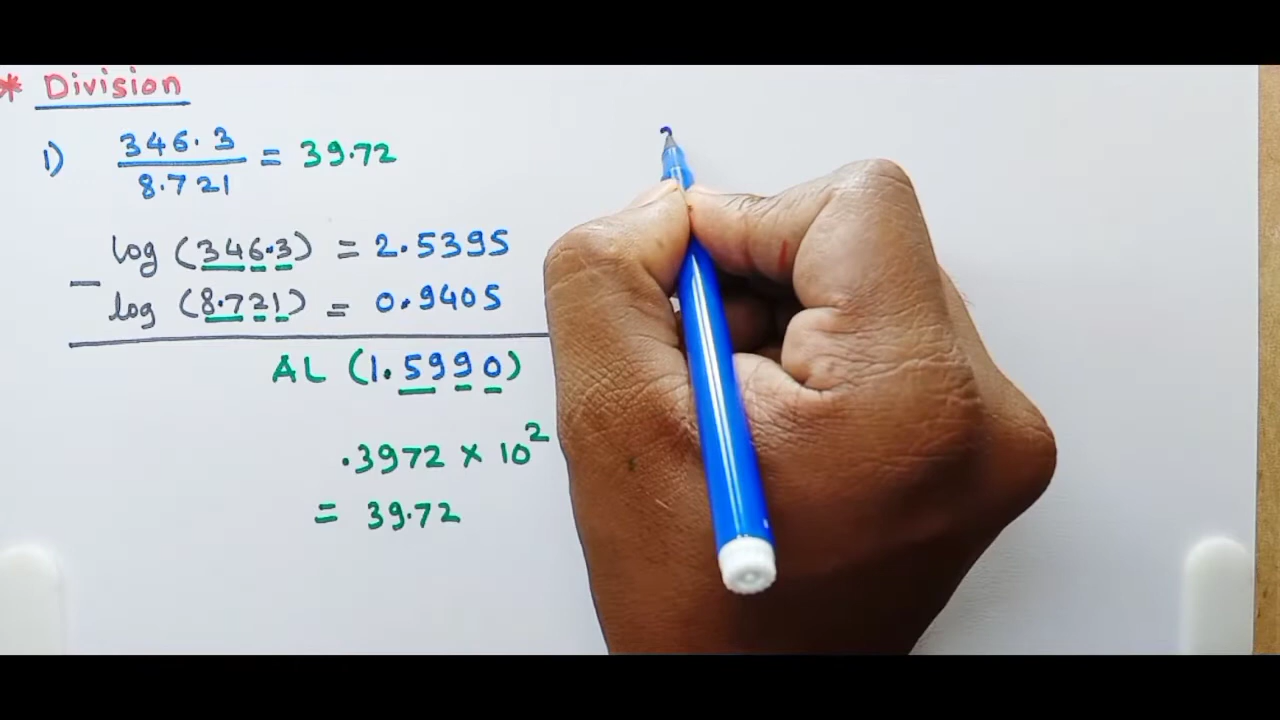 * Division
1) 346.3 / 8.721 = 39.72
log (346.3) = 2.5395
− log (8.721) = 0.9405
AL (1.5990)
.3972 × 10²
= 39.72